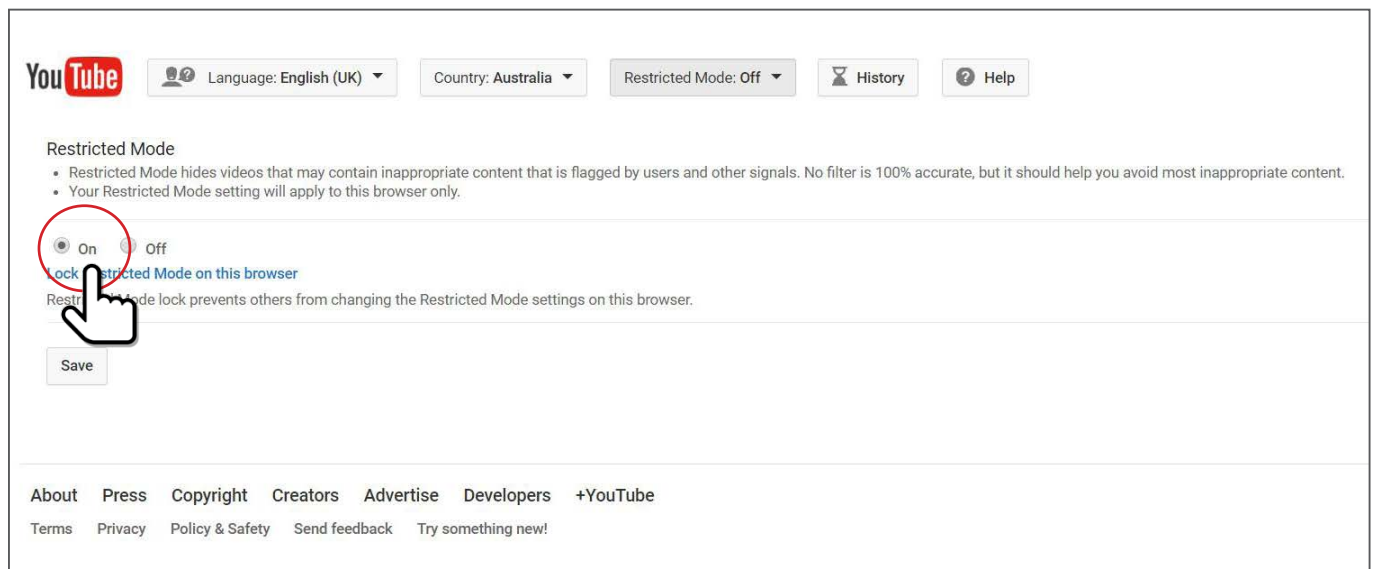 YouTube Language: English (UK) Country: Australia Restricted Mode: Off History Help
Restricted Mode
• Restricted Mode hides videos that may contain inappropriate content that is flagged by users and other signals. No filter is 100% accurate, but it should help you avoid most inappropriate content.
• Your Restricted Mode setting will apply to this browser only.
On Off
Lock Restricted Mode on this browser
Restricted Mode lock prevents others from changing the Restricted Mode settings on this browser.
Save
About Press Copyright Creators Advertise Developers +YouTube
Terms Privacy Policy & Safety Send feedback Try something new!